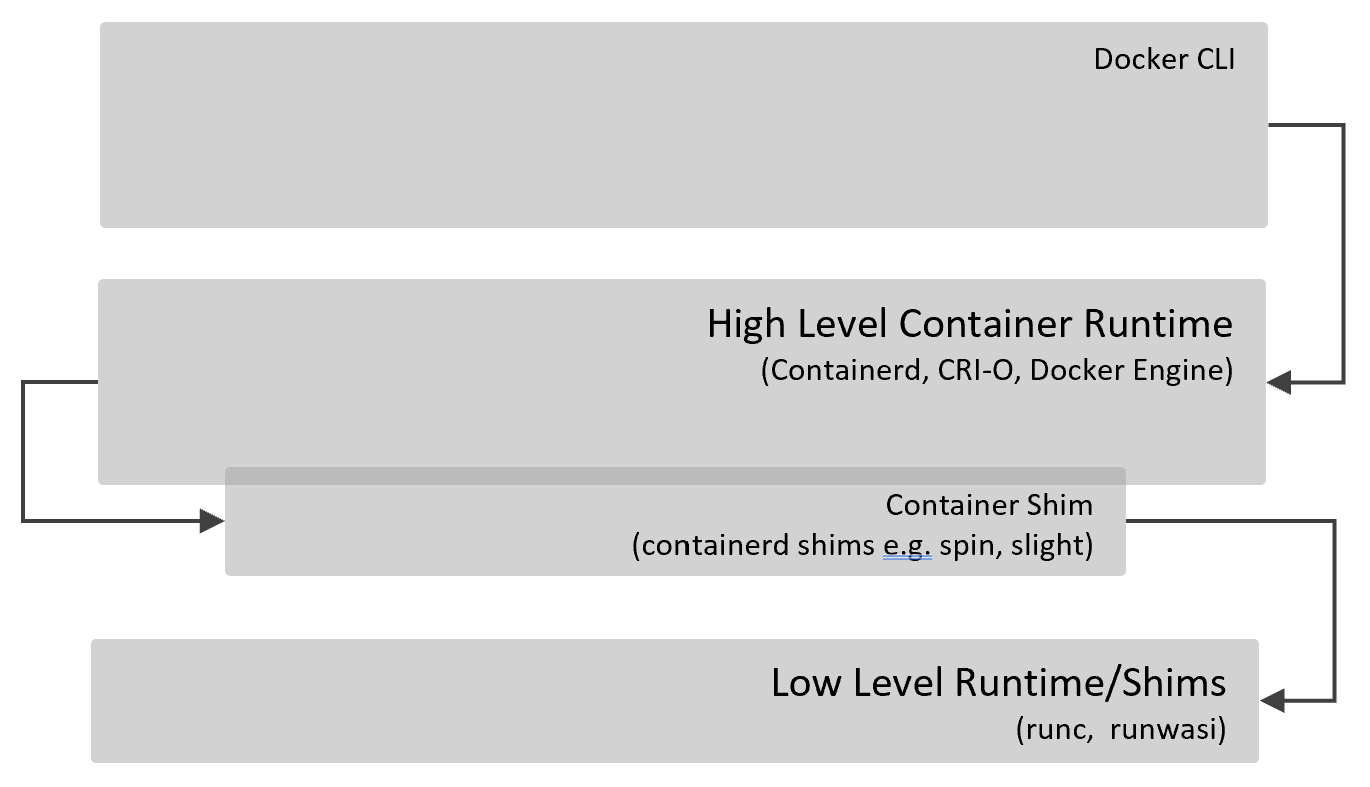 Docker CLI
High Level Container Runtime
(Containerd, CRI-O, Docker Engine)
Container Shim
(containerd shims e.g. spin, slight)
Low Level Runtime/Shims
(runc,  runwasi)